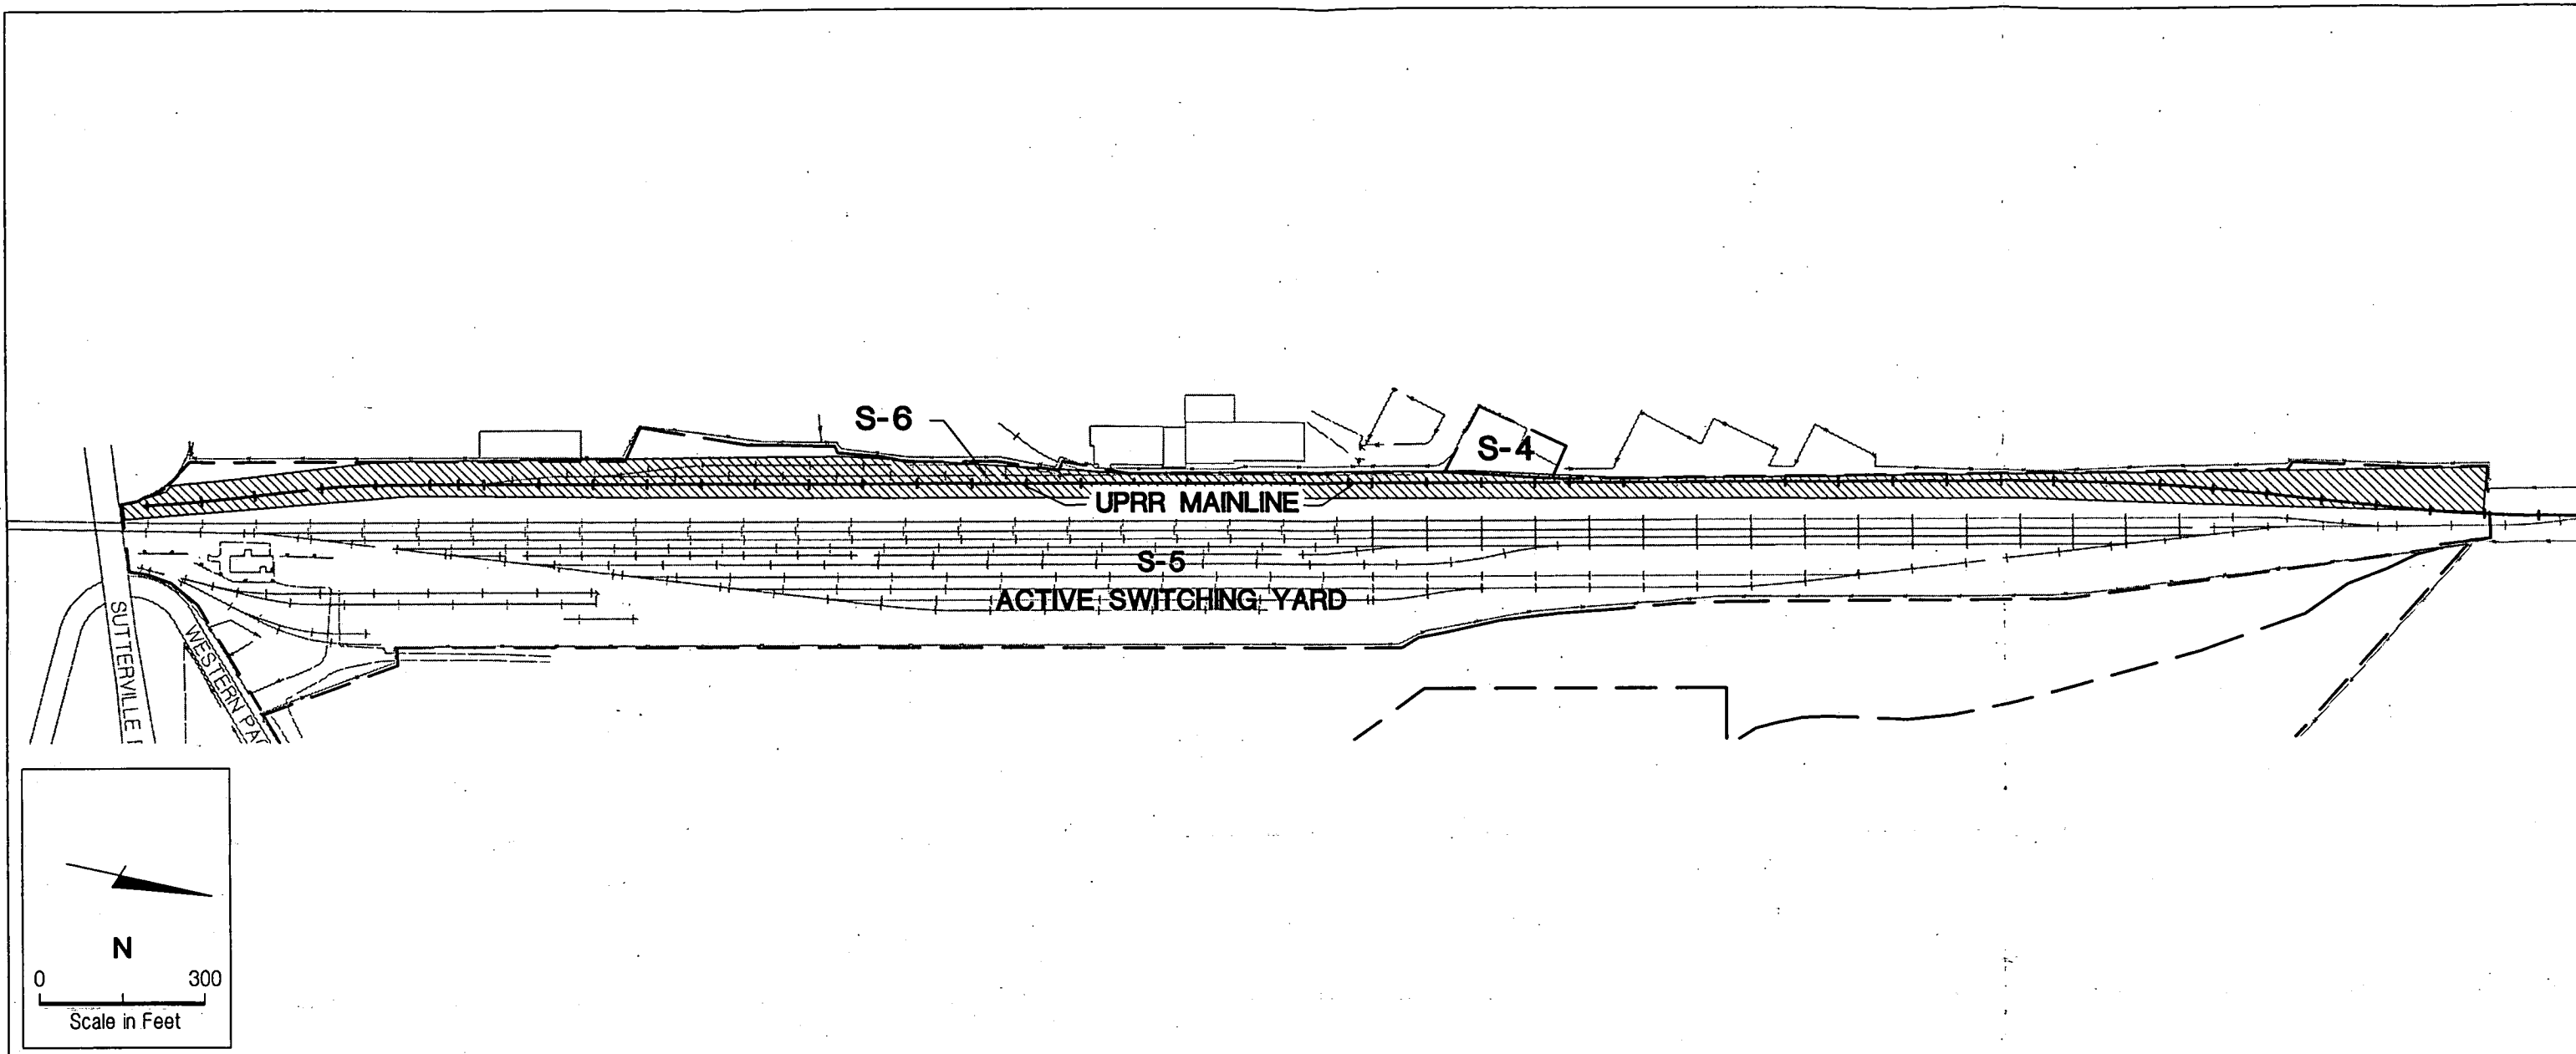 S-6
S-4
UPRR MAINLINE
S-5
ACTIVE SWITCHING YARD
SUTTERVILLE
WESTERN PAC
N
0 300
Scale in Feet